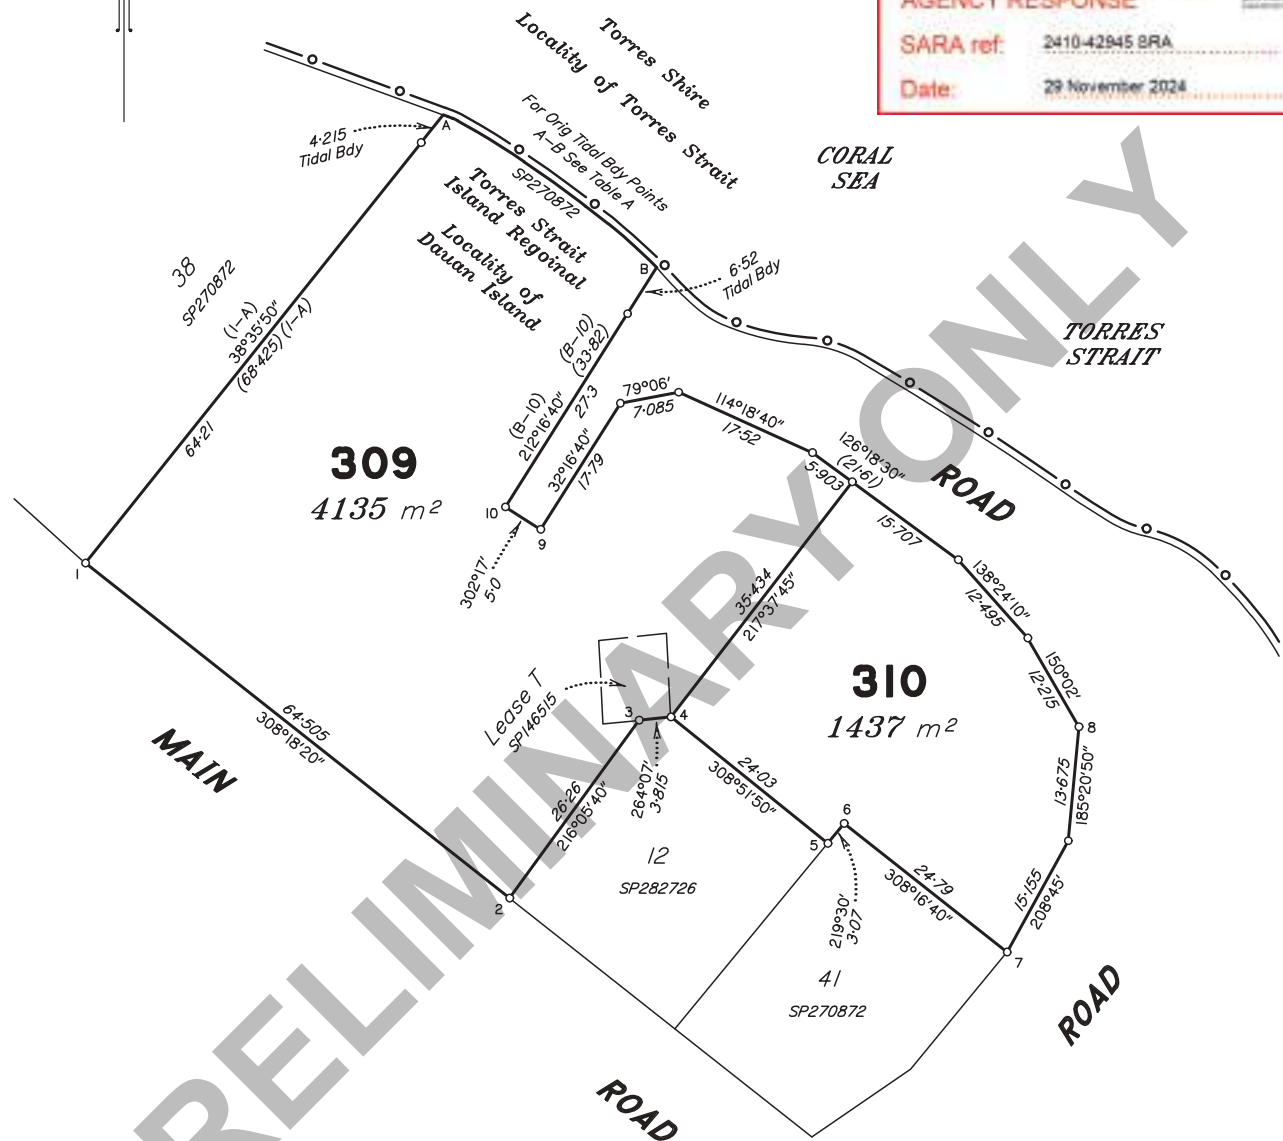 AGENCY RESPONSE
SARA ref: 2410-42945 SRA
Date: 29 November 2024
Torres Shire
Locality of Torres Strait
For Orig Tidal Bdy Points
A-B See Table A
SP270872
CORAL
SEA
4·215
Tidal Bdy
A
Torres Strait
Island Regoinal
Locality of
Dauan Island
B
6·52
Tidal Bdy
TORRES
STRAIT
38
SP270872
(1-A)
38°35'50"
(68·425) (1-A)
64·21
(B-10)
(33·82)
(B-10)
212°16'40"
27·3
79°06'
7·085
114°18'40"
17·52
126°18'30"
(21·61)
5·903
32°16'40"
17·79
309
4135 m²
10
9
302°17'
5·0
ROAD
15·707
35·434
217°37'45"
138°24'10"
12·495
150°02'
12·215
1
310
1437 m²
Lease T
SP146515
3
4
8
64·505
308°18'20"
MAIN
264°07'
3·815
24·03
308°51'50"
13·675
185°20'50"
26·26
216°05'40"
6
5
12
SP282726
24·79
308°16'40"
219°30'
3·07
15·155
208°45'
2
7
41
SP270872
ROAD
ROAD
RELIMINARY ONLY